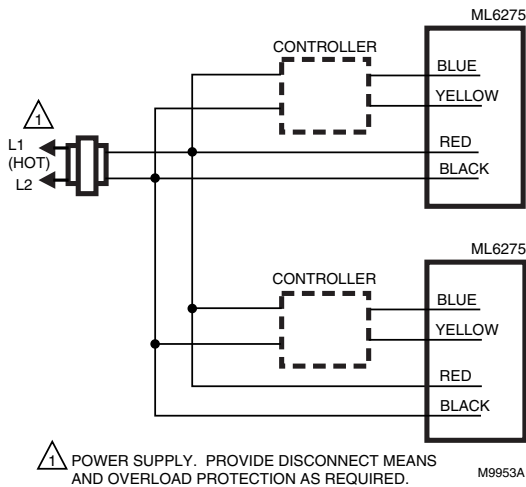 ML6275
CONTROLLER
BLUE
YELLOW
1
L1
(HOT)
L2
RED
BLACK
ML6275
CONTROLLER
BLUE
YELLOW
RED
BLACK
1 POWER SUPPLY. PROVIDE DISCONNECT MEANS
AND OVERLOAD PROTECTION AS REQUIRED.
M9953A